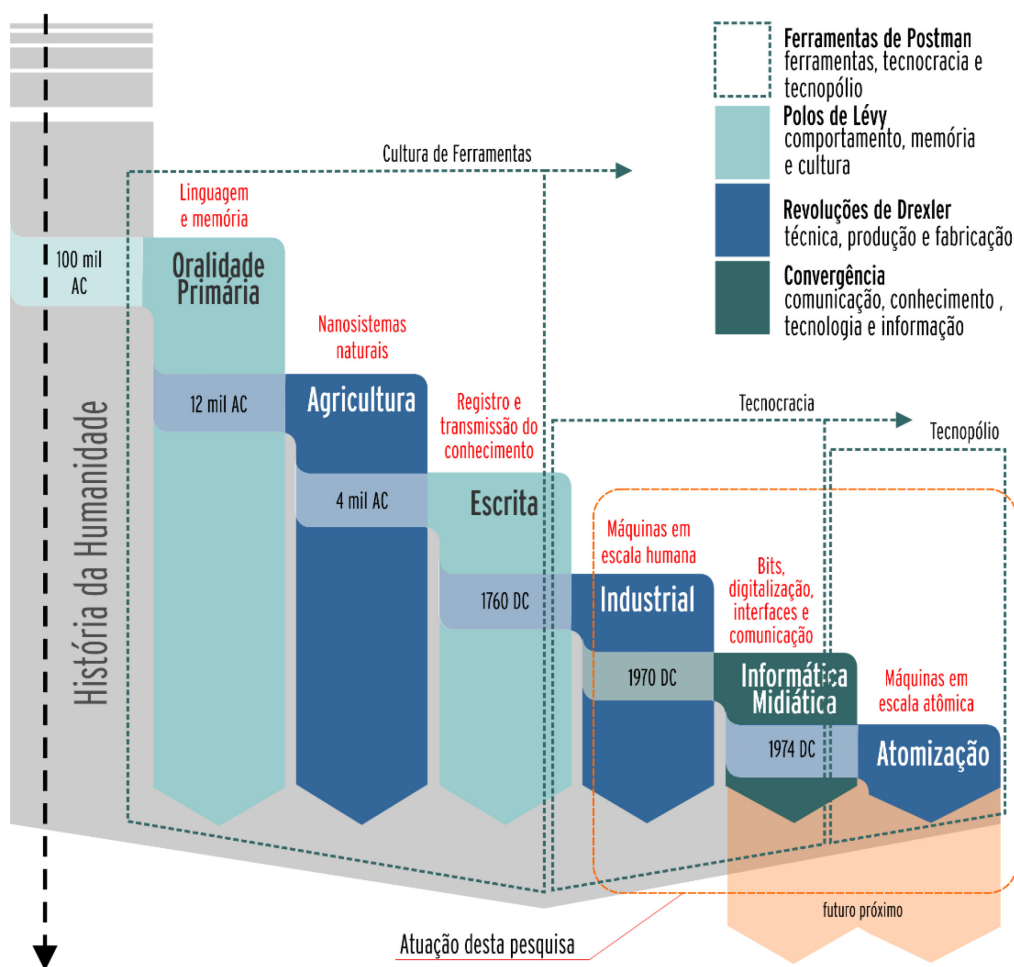 Ferramentas de Postman
ferramentas, tecnocracia e
tecnopólio
Polos de Lévy
comportamento, memória
e cultura
Revoluções de Drexler
técnica, produção e fabricação
Convergência
comunicação, conhecimento ,
tecnologia e informação
Cultura de Ferramentas
Linguagem
e memória
100 mil
AC
Oralidade
Primária
Nanosistemas
naturais
12 mil AC
Agricultura
Registro e
transmissão do
conhecimento
Tecnocracia
Tecnopólio
4 mil AC
Escrita
História da Humanidade
Máquinas em
escala humana
1760 DC
Industrial
Bits,
digitalização,
interfaces e
comunicação
1970 DC
Informática
Midiática
Máquinas em
escala atômica
1974 DC
Atomização
futuro próximo
Atuação desta pesquisa